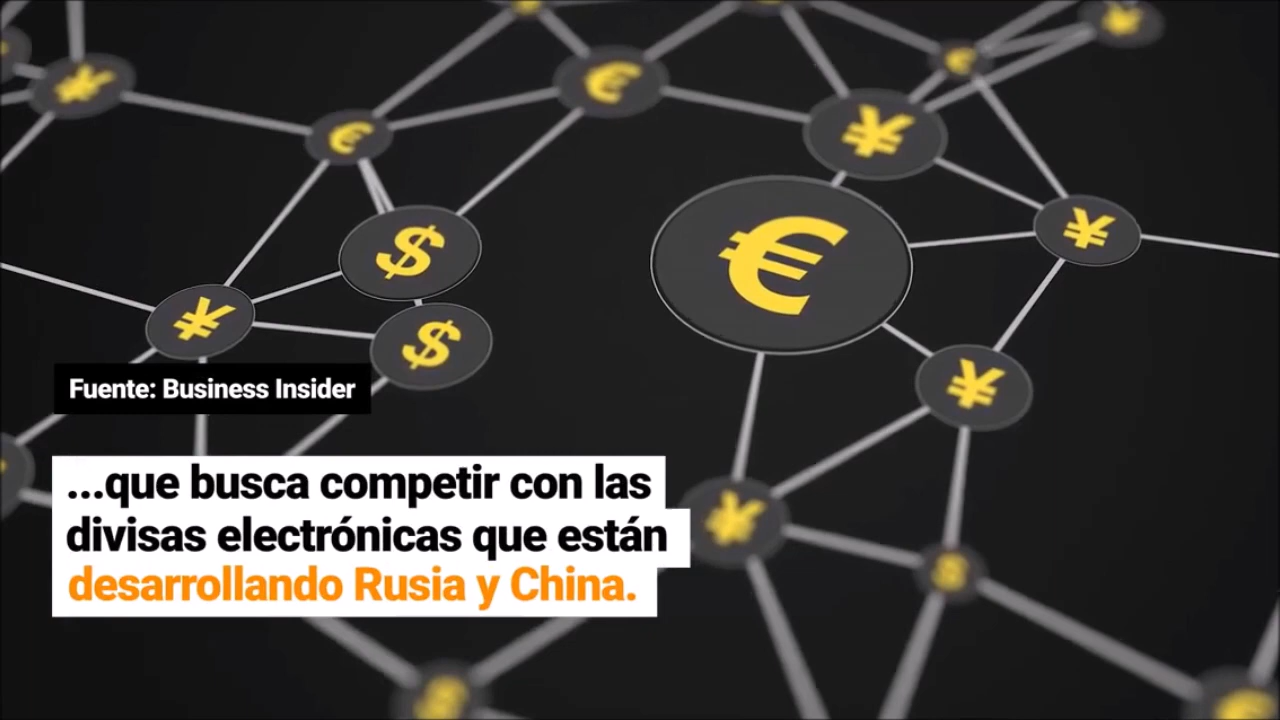 Fuente: Business Insider
...que busca competir con las
divisas electrónicas que están
desarrollando Rusia y China.